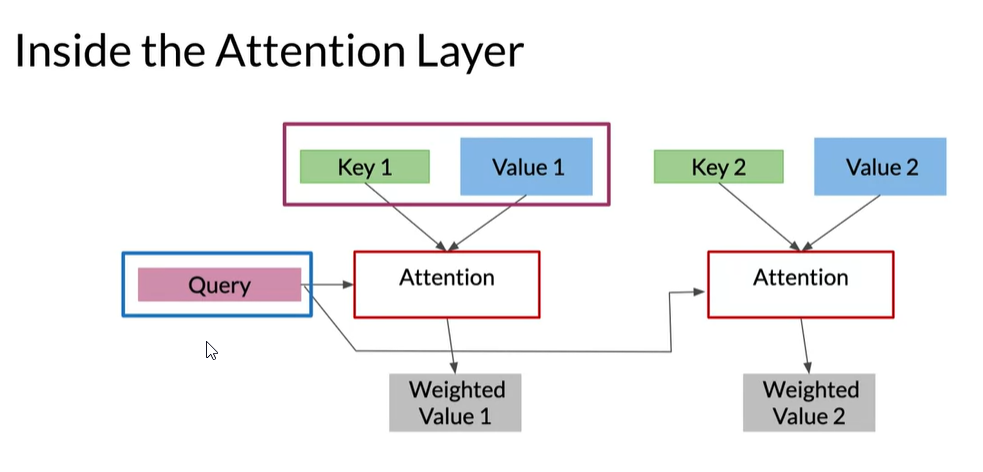 Inside the Attention Layer
Key 1
Value 1
Key 2
Value 2
Query
Attention
Attention
Weighted
Value 1
Weighted
Value 2